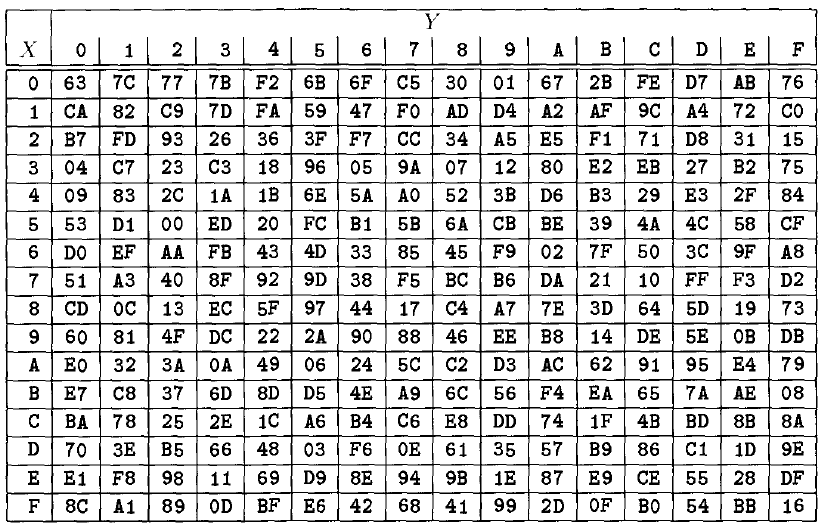 Y
X 0 1 2 3 4 5 6 7 8 9 A B C D E F
0 63 7C 77 7B F2 6B 6F C5 30 01 67 2B FE D7 AB 76
1 CA 82 C9 7D FA 59 47 F0 AD D4 A2 AF 9C A4 72 C0
2 B7 FD 93 26 36 3F F7 CC 34 A5 E5 F1 71 D8 31 15
3 04 C7 23 C3 18 96 05 9A 07 12 80 E2 EB 27 B2 75
4 09 83 2C 1A 1B 6E 5A A0 52 3B D6 B3 29 E3 2F 84
5 53 D1 00 ED 20 FC B1 5B 6A CB BE 39 4A 4C 58 CF
6 D0 EF AA FB 43 4D 33 85 45 F9 02 7F 50 3C 9F A8
7 51 A3 40 8F 92 9D 38 F5 BC B6 DA 21 10 FF F3 D2
8 CD 0C 13 EC 5F 97 44 17 C4 A7 7E 3D 64 5D 19 73
9 60 81 4F DC 22 2A 90 88 46 EE B8 14 DE 5E 0B DB
A E0 32 3A 0A 49 06 24 5C C2 D3 AC 62 91 95 E4 79
B E7 C8 37 6D 8D D5 4E A9 6C 56 F4 EA 65 7A AE 08
C BA 78 25 2E 1C A6 B4 C6 E8 DD 74 1F 4B BD 8B 8A
D 70 3E B5 66 48 03 F6 0E 61 35 57 B9 86 C1 1D 9E
E E1 F8 98 11 69 D9 8E 94 9B 1E 87 E9 CE 55 28 DF
F 8C A1 89 0D BF E6 42 68 41 99 2D 0F B0 54 BB 16